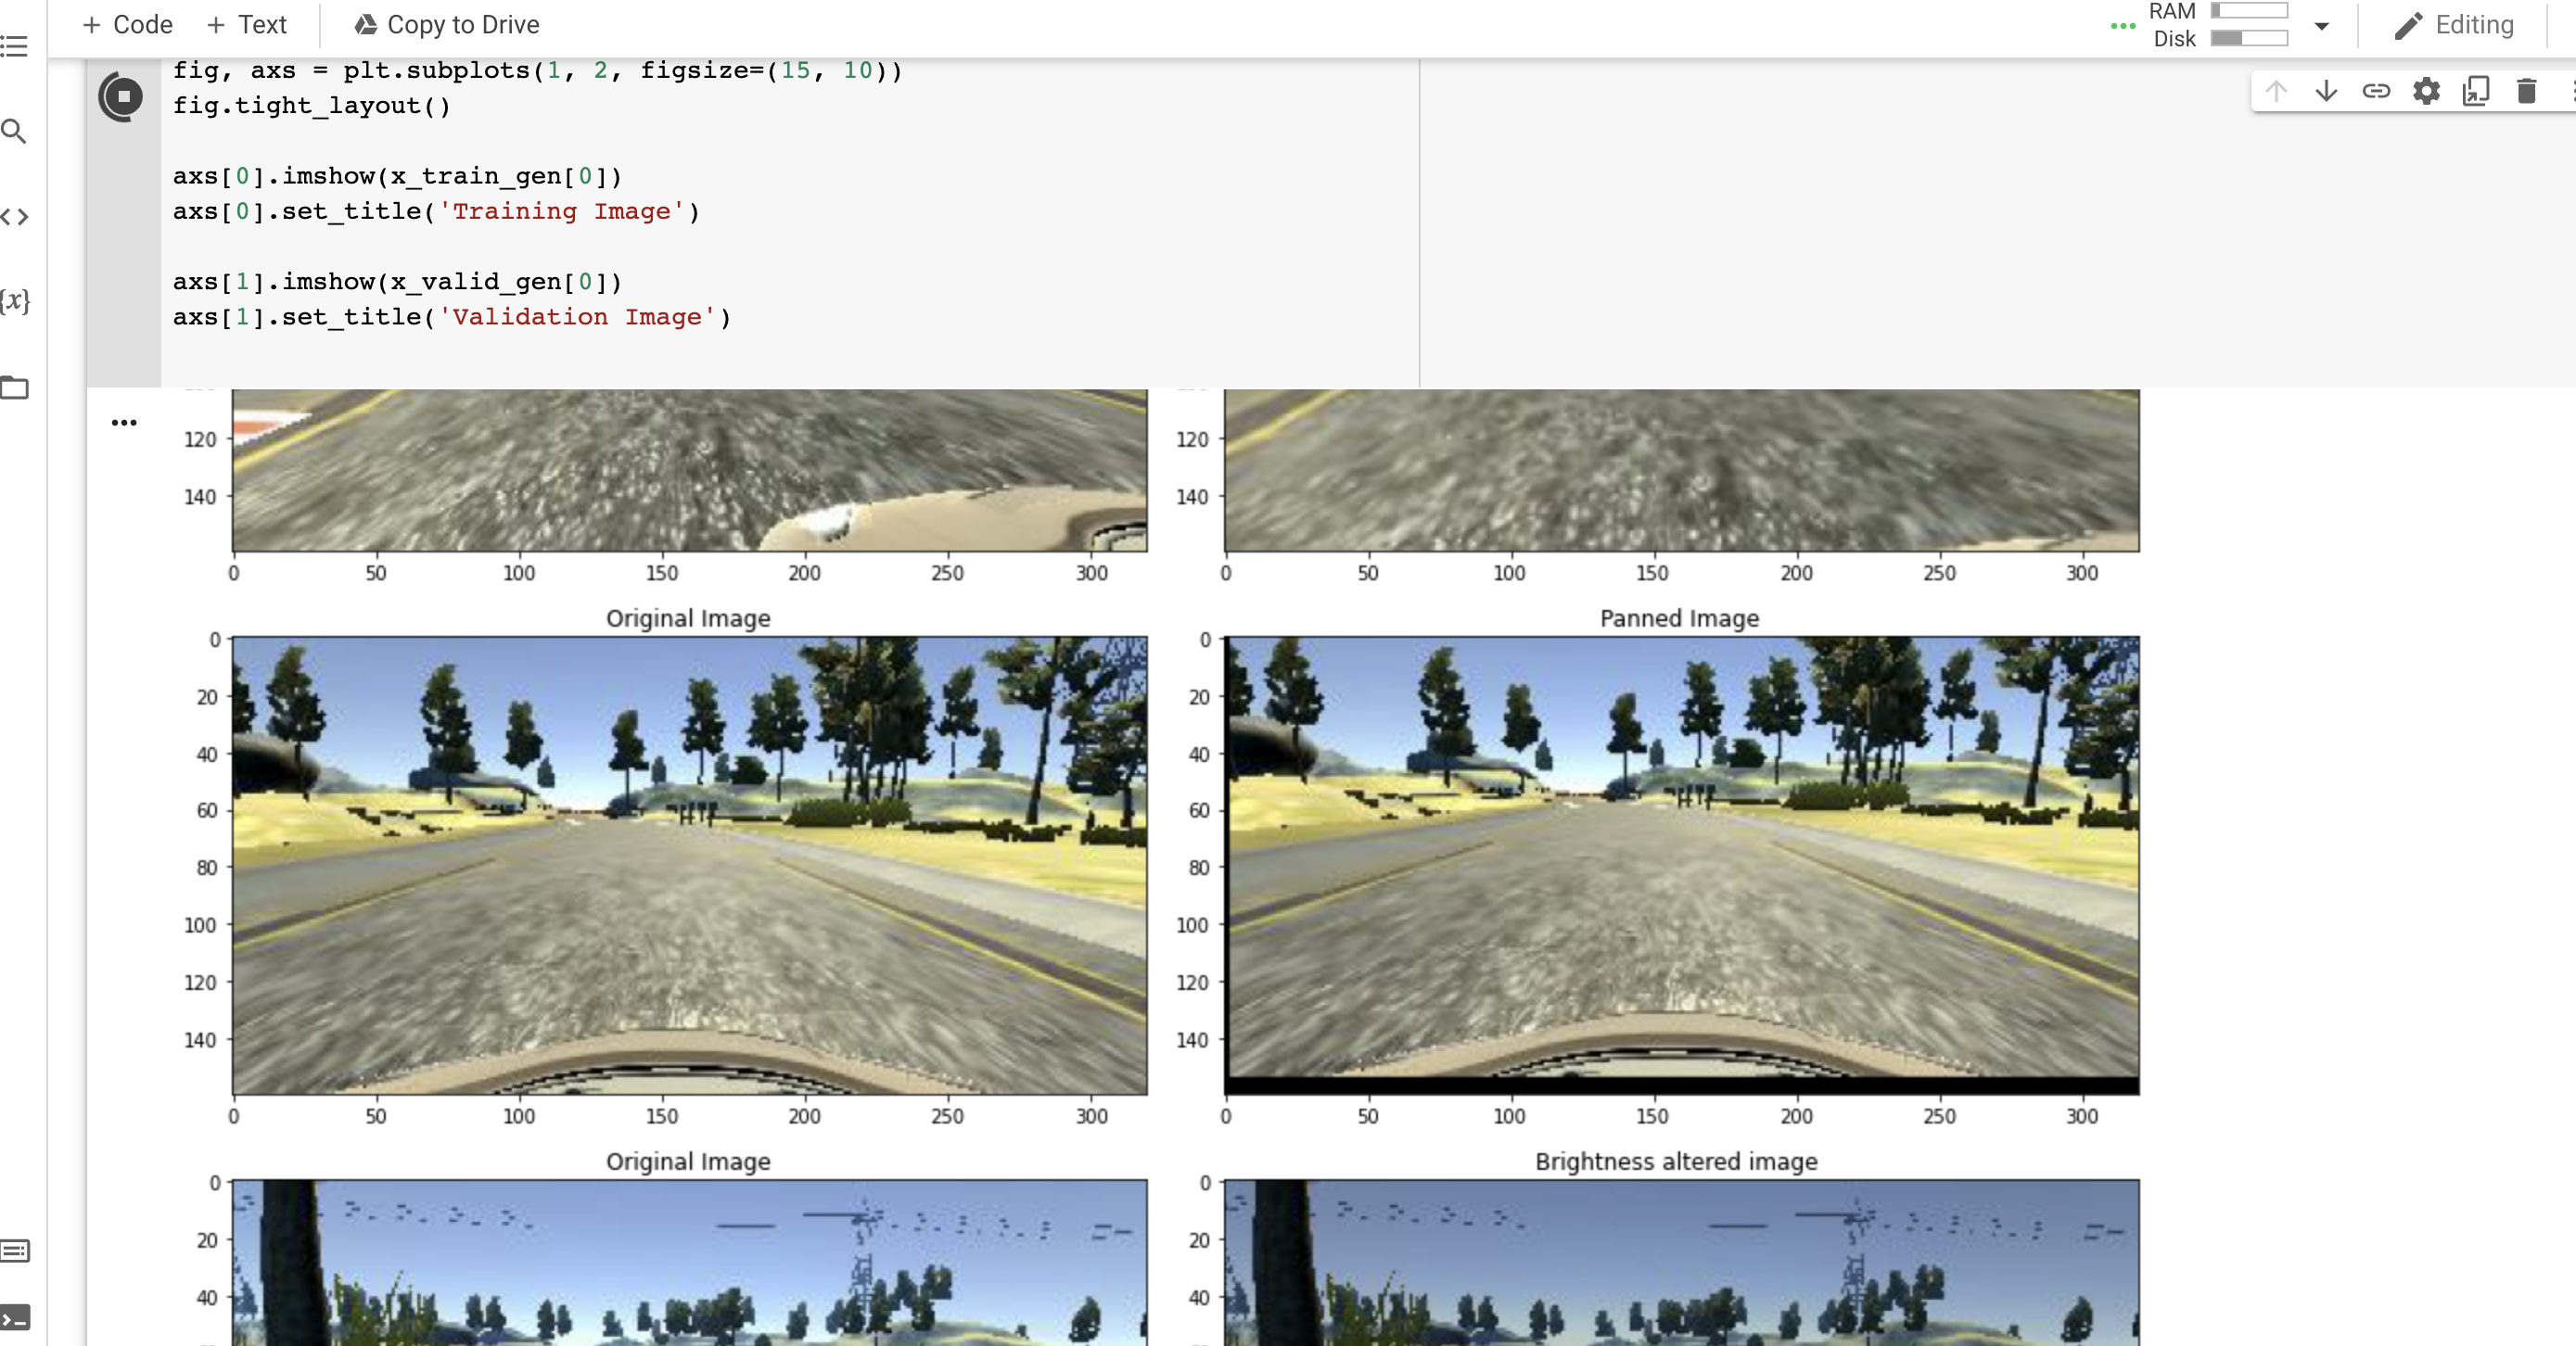 + Code + Text Copy to Drive
RAM
Disk
Editing
fig, axs = plt.subplots(1, 2, figsize=(15, 10))
fig.tight_layout()
axs[0].imshow(x_train_gen[0])
axs[0].set_title('Training Image')
axs[1].imshow(x_valid_gen[0])
axs[1].set_title('Validation Image')
{x}
120
140
0 50 100 150 200 250 300
120
140
0 50 100 150 200 250 300
Original Image
0
20
40
60
80
100
120
140
0 50 100 150 200 250 300
Panned Image
0
20
40
60
80
100
120
140
0 50 100 150 200 250 300
Original Image
0
20
40
Brightness altered image
0
20
40